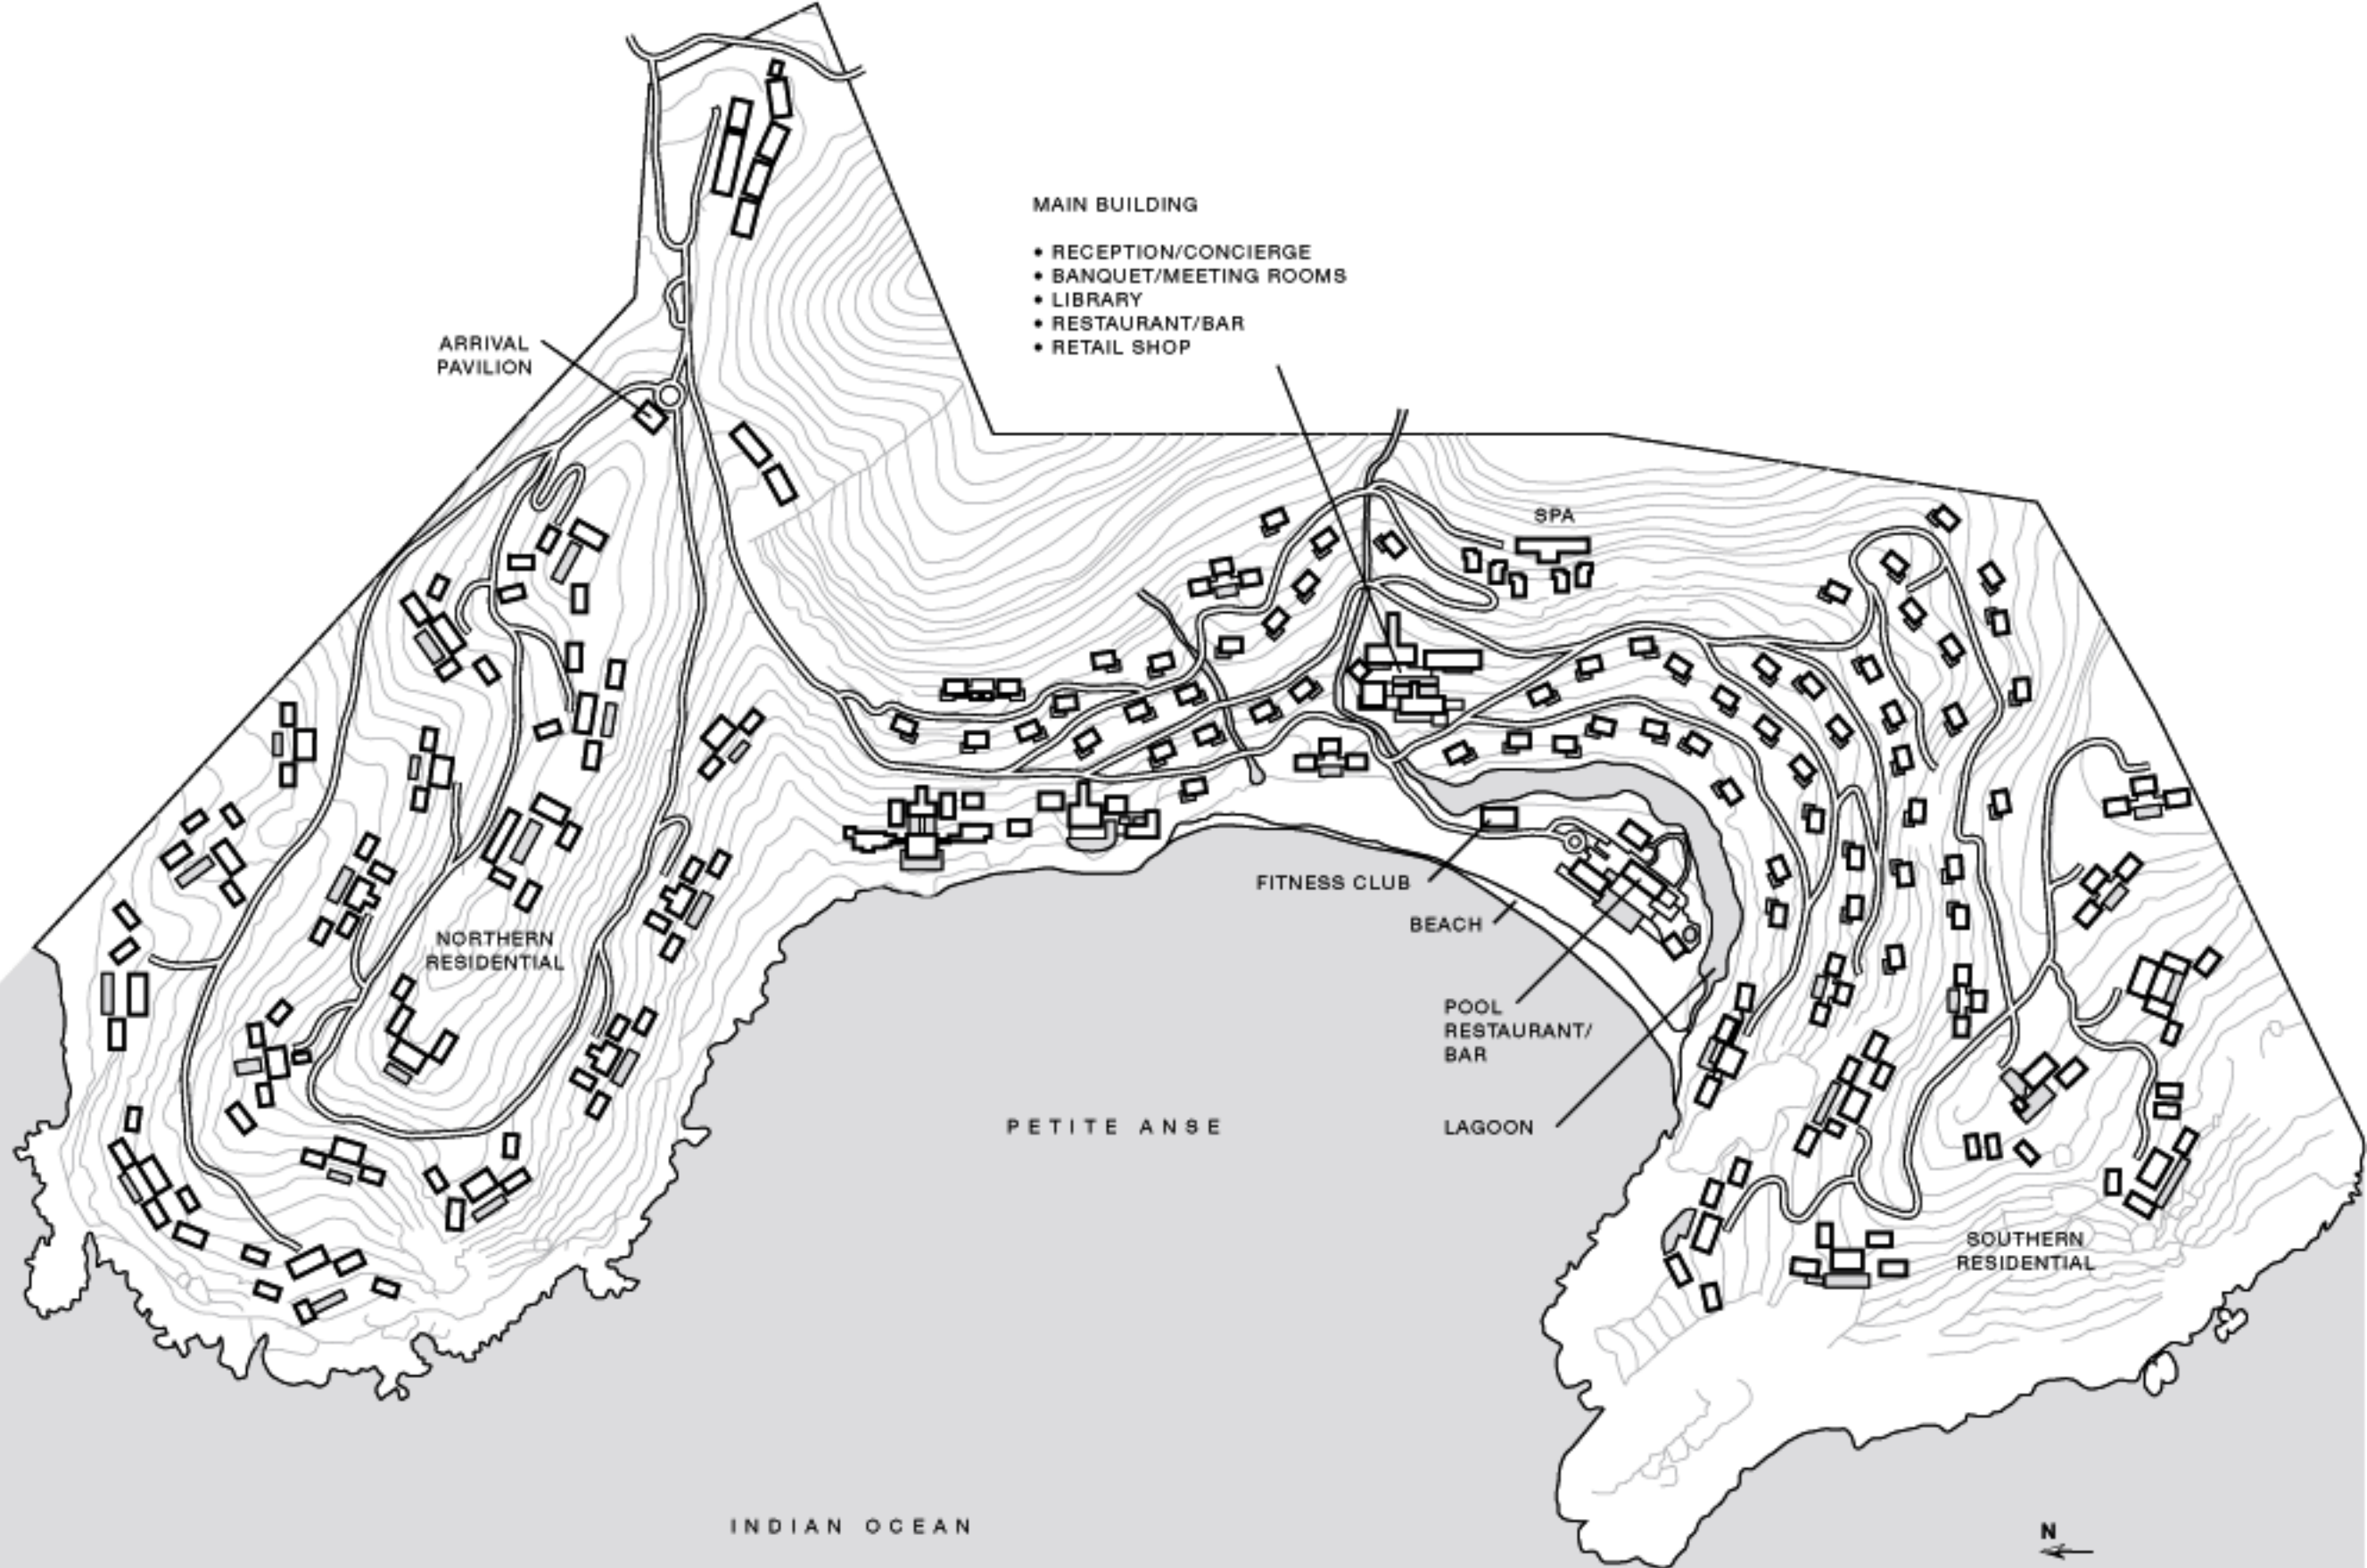 MAIN BUILDING
• RECEPTION/CONCIERGE
• BANQUET/MEETING ROOMS
• LIBRARY
• RESTAURANT/BAR
• RETAIL SHOP
ARRIVAL
PAVILION
SPA
FITNESS CLUB
BEACH
NORTHERN
RESIDENTIAL
POOL
RESTAURANT/
BAR
PETITE ANSE
LAGOON
SOUTHERN
RESIDENTIAL
INDIAN OCEAN
N